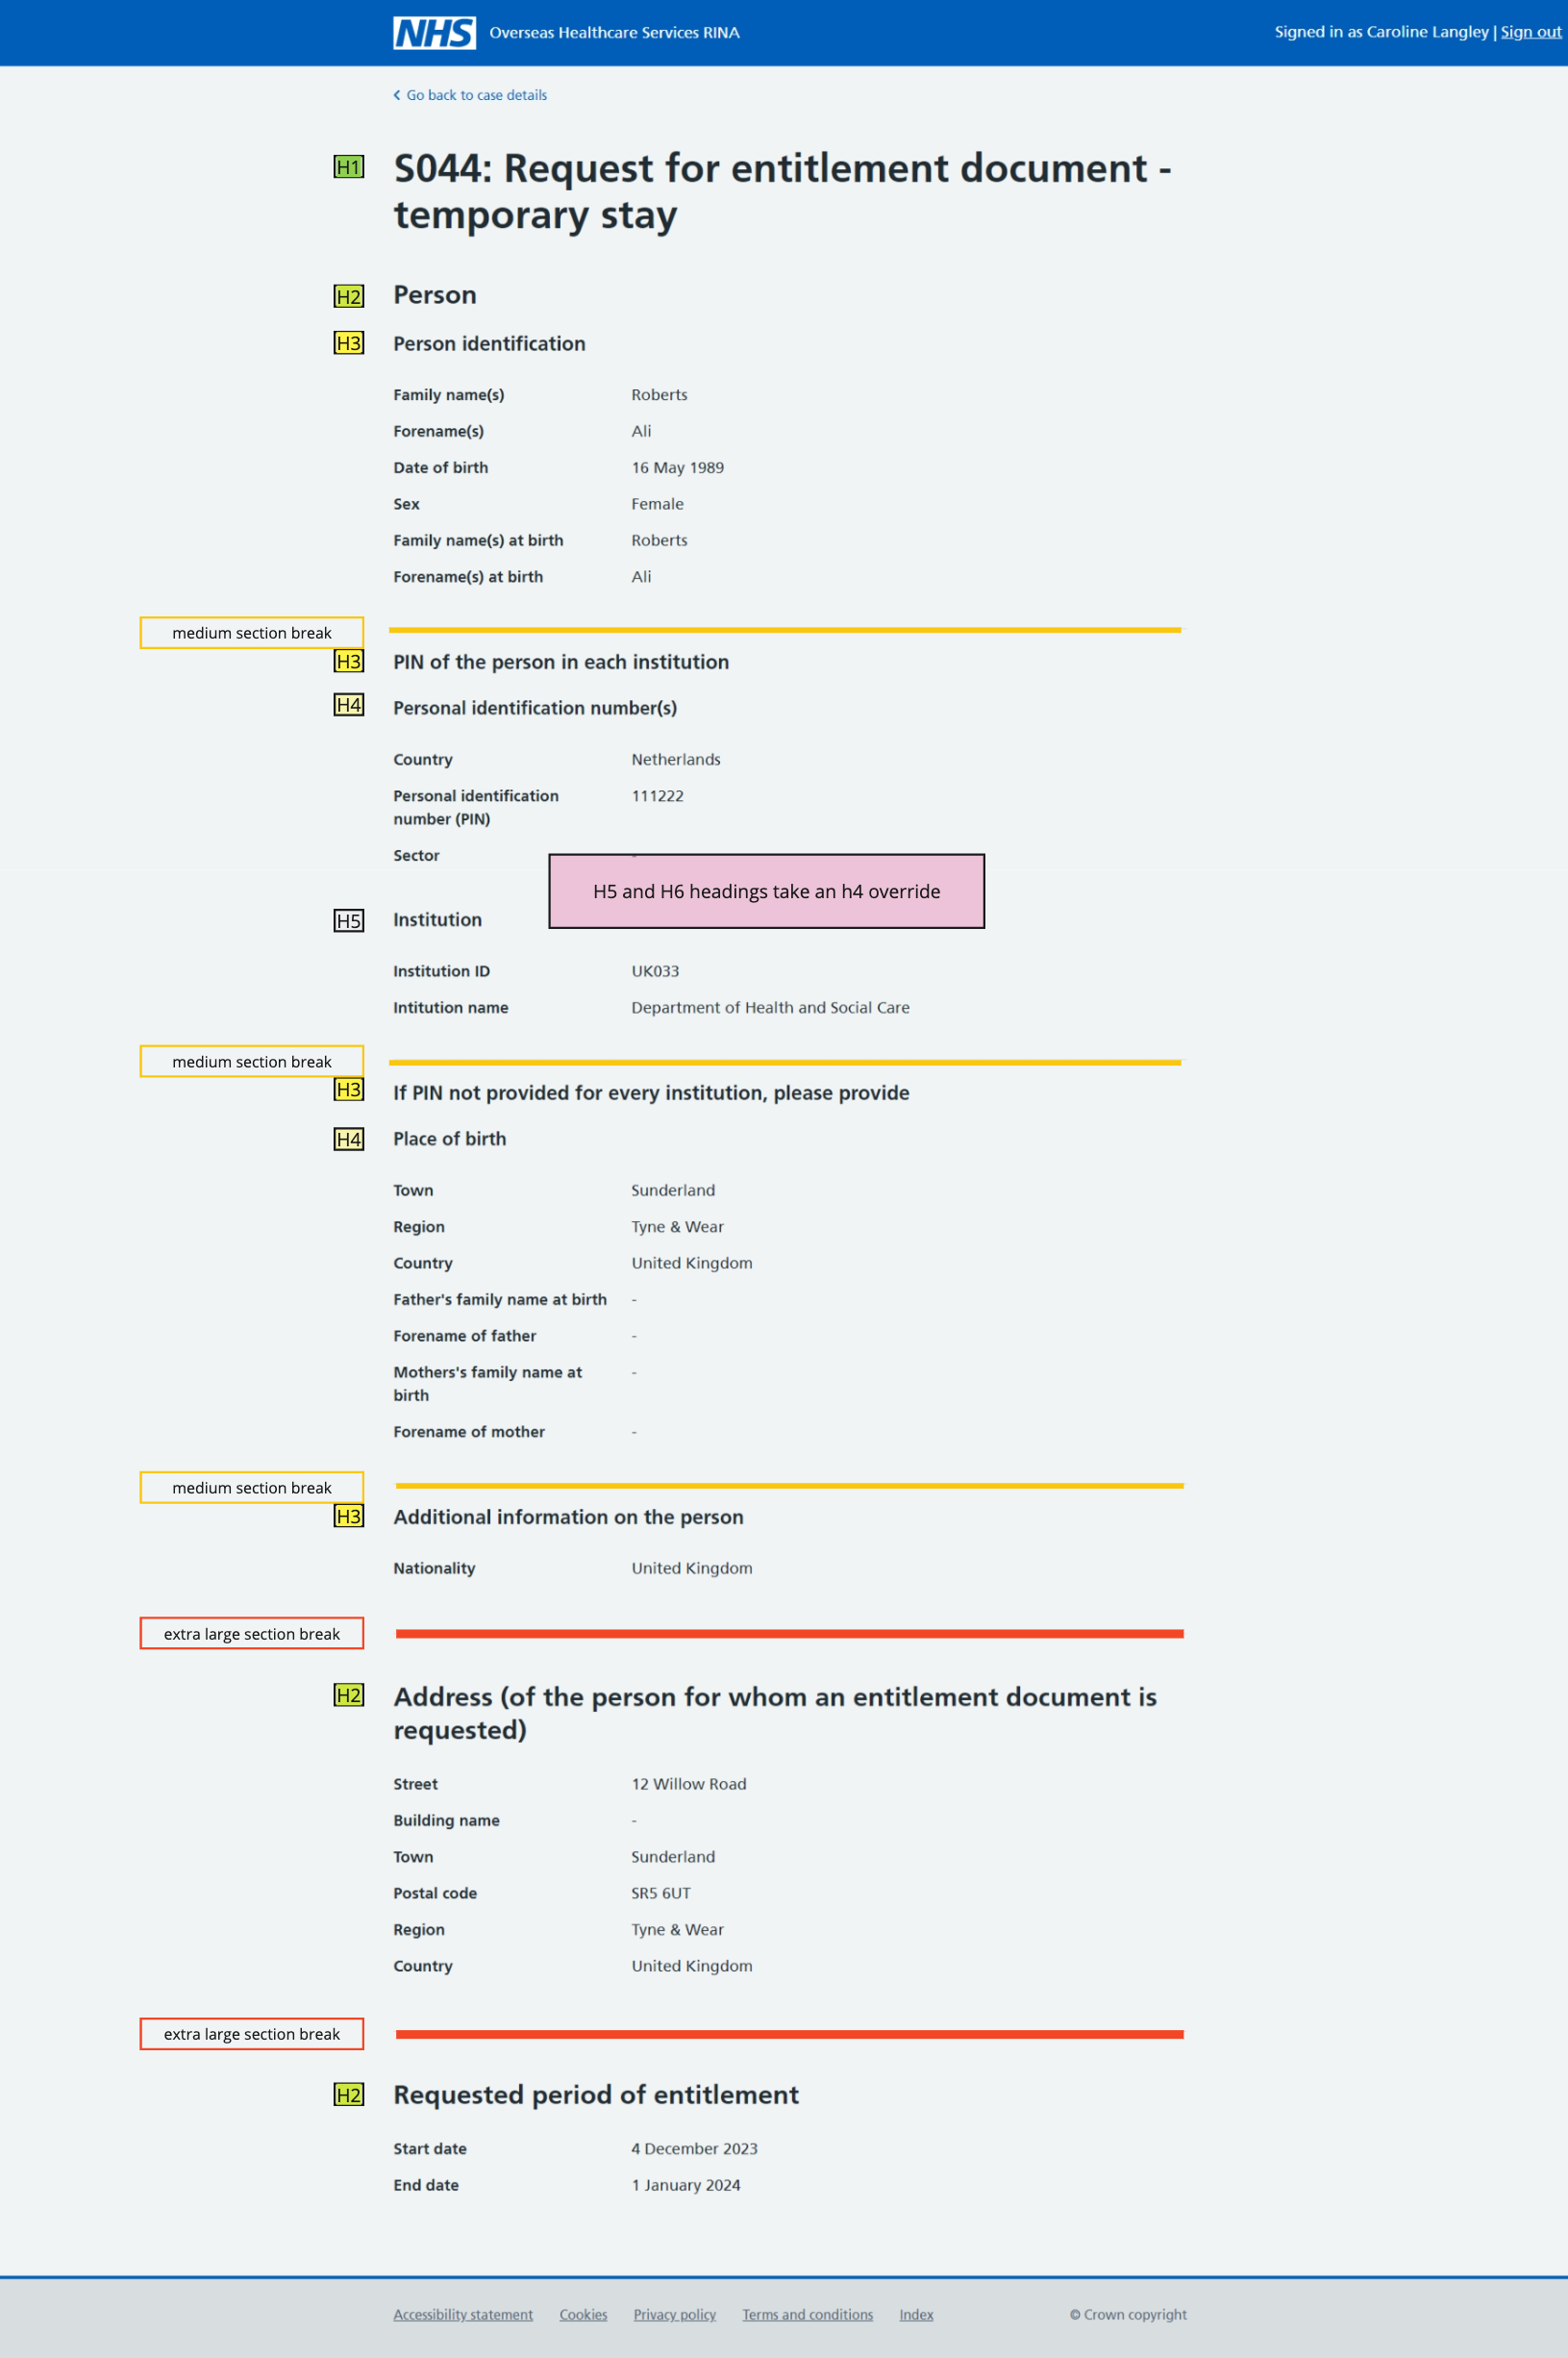 NHS Overseas Healthcare Services RINA
Signed in as Caroline Langley | Sign out
Go back to case details
H1
S044: Request for entitlement document -
temporary stay
H2
Person
H3
Person identification
Family name(s) Roberts
Forename(s) Ali
Date of birth 16 May 1989
Sex Female
Family name(s) at birth Roberts
Forename(s) at birth Ali
medium section break
H3
PIN of the person in each institution
H4
Personal identification number(s)
Country Netherlands
Personal identification 111222
number (PIN)
Sector -
H5 and H6 headings take an h4 override
H5
Institution
Institution ID UK033
Intitution name Department of Health and Social Care
medium section break
H3
If PIN not provided for every institution, please provide
H4
Place of birth
Town Sunderland
Region Tyne & Wear
Country United Kingdom
Father's family name at birth -
Forename of father -
Mothers's family name at -
birth
Forename of mother -
medium section break
H3
Additional information on the person
Nationality United Kingdom
extra large section break
H2
Address (of the person for whom an entitlement document is
requested)
Street 12 Willow Road
Building name -
Town Sunderland
Postal code SR5 6UT
Region Tyne & Wear
Country United Kingdom
extra large section break
H2
Requested period of entitlement
Start date 4 December 2023
End date 1 January 2024
Accessibility statement Cookies Privacy policy Terms and conditions Index © Crown copyright